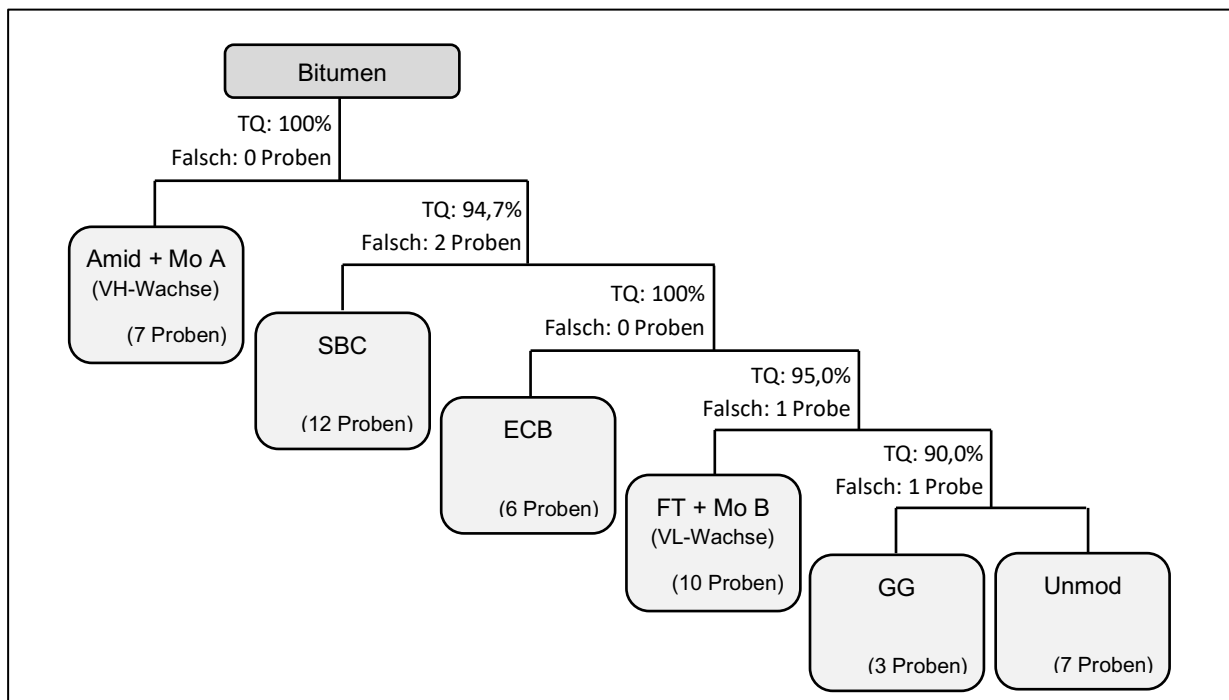 Bitumen
TQ: 100%
Falsch: 0 Proben
Amid + Mo A
(VH-Wachse)
(7 Proben)
TQ: 94,7%
Falsch: 2 Proben
SBC
(12 Proben)
TQ: 100%
Falsch: 0 Proben
ECB
(6 Proben)
TQ: 95,0%
Falsch: 1 Probe
FT + Mo B
(VL-Wachse)
(10 Proben)
TQ: 90,0%
Falsch: 1 Probe
GG
(3 Proben)
Unmod
(7 Proben)